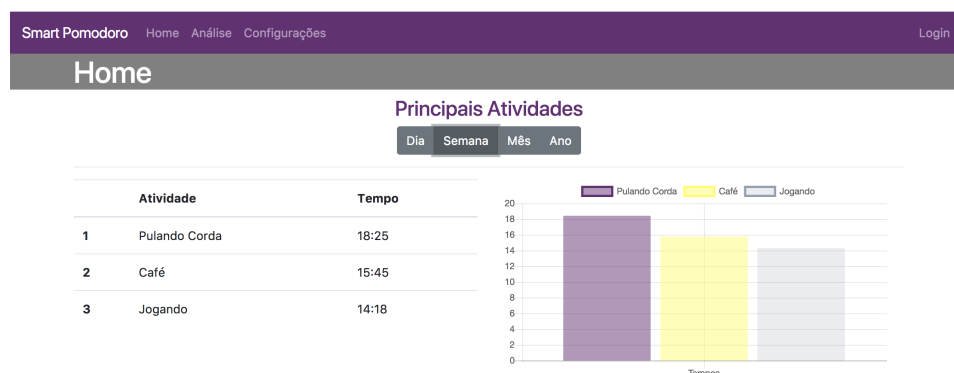 Smart Pomodoro Home Análise Configurações Login
Home
Principais Atividades
Dia Semana Mês Ano
Atividade Tempo
1 Pulando Corda 18:25
2 Café 15:45
3 Jogando 14:18
Pulando Corda Café Jogando
20
18
16
14
12
10
8
6
4
2
0
Tempos